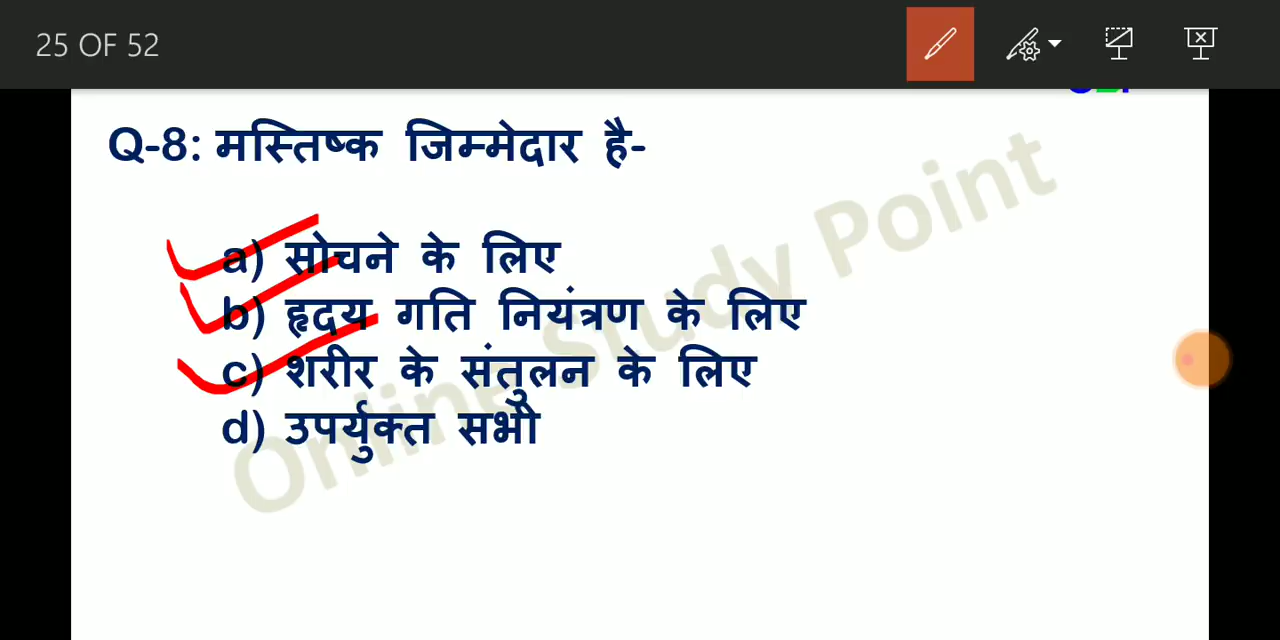 25 OF 52
Q-8: मस्तिष्क जिम्मेदार है-
a) सोचने के लिए
b) हृदय गति नियंत्रण के लिए
c) शरीर के संतुलन के लिए
d) उपर्युक्त सभी
Online Study Point